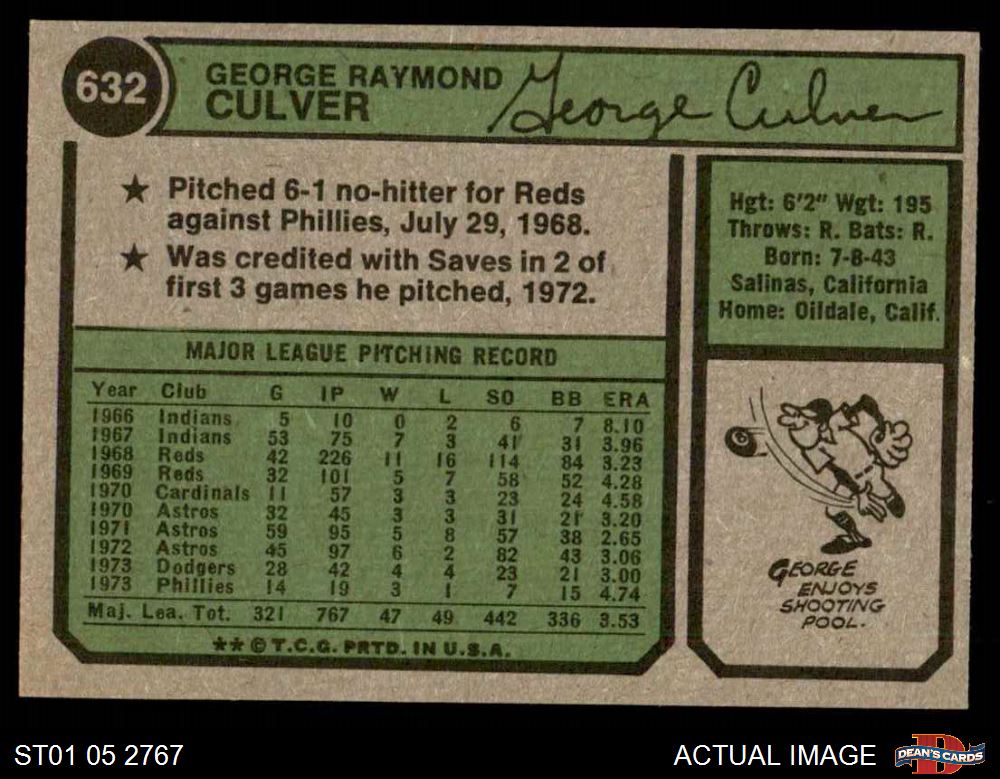 632
GEORGE RAYMOND
CULVER
George Culver
★ Pitched 6-1 no-hitter for Reds
against Phillies, July 29, 1968.
★ Was credited with Saves in 2 of
first 3 games he pitched, 1972.
Hgt: 6'2" Wgt: 195
Throws: R. Bats: R.
Born: 7-8-43
Salinas, California
Home: Oildale, Calif.
MAJOR LEAGUE PITCHING RECORD
Year Club G IP W L SO BB ERA
1966 Indians 5 10 0 2 6 7 8.10
1967 Indians 53 75 7 3 41 31 3.96
1968 Reds 42 226 11 16 114 84 3.23
1969 Reds 32 101 5 7 58 52 4.28
1970 Cardinals 11 57 3 3 23 24 4.58
1970 Astros 32 45 3 3 31 21 3.20
1971 Astros 59 95 5 8 57 38 2.65
1972 Astros 45 97 6 2 82 43 3.06
1973 Dodgers 28 42 4 4 23 21 3.00
1973 Phillies 14 19 3 1 7 15 4.74
Maj. Lea. Tot. 321 767 47 49 442 336 3.53
** © T.C.G. PRTD. IN U.S.A.
8
GEORGE
ENJOYS
SHOOTING
POOL.
ST01 05 2767
ACTUAL IMAGE
D
DEAN'S CARDS